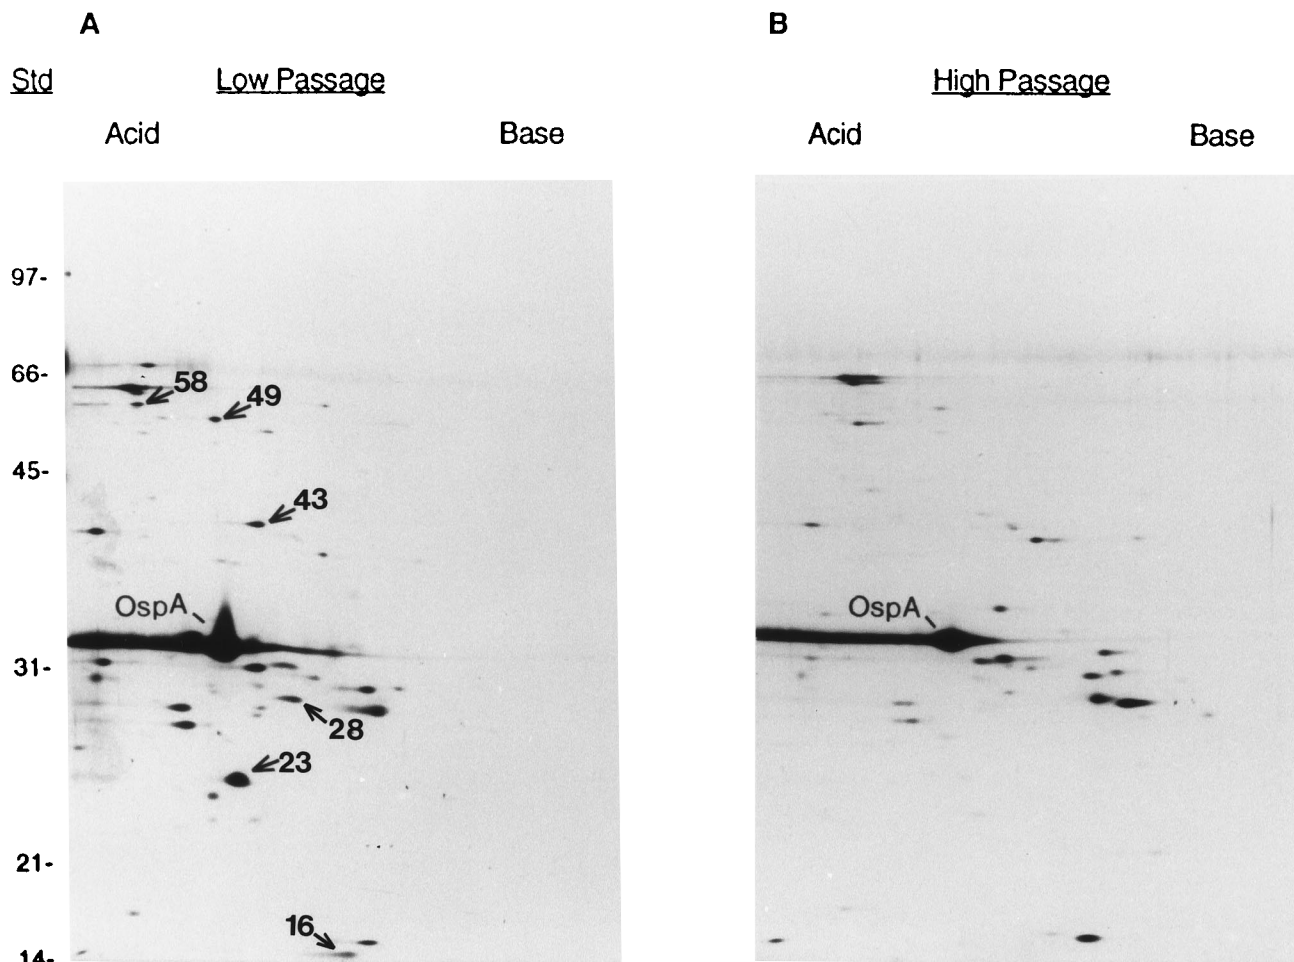 A
B
Std
Low Passage
High Passage
Acid
Base
Acid
Base
97-
66-
58
49
45-
43
OspA
OspA
31-
28
23
21-
16
14-